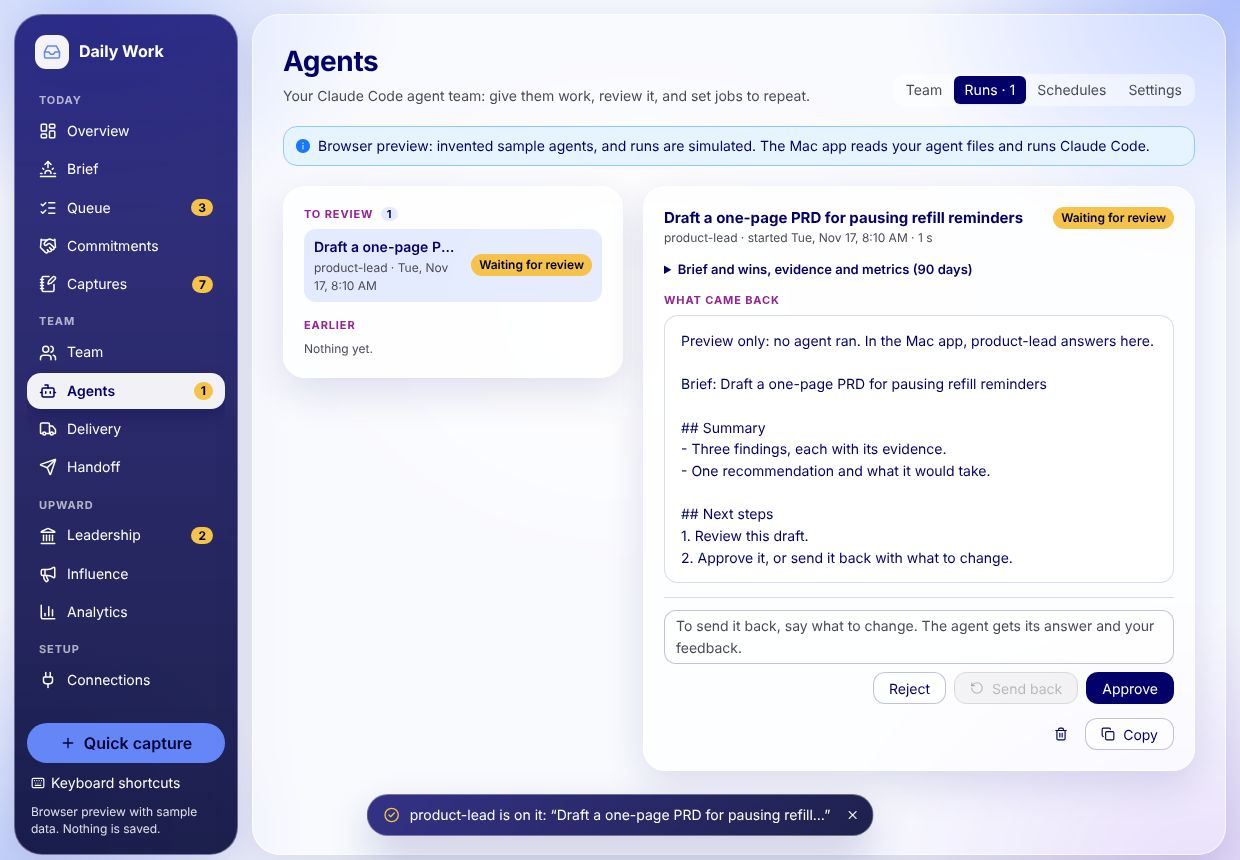 Daily Work
TODAY
Overview
Brief
Queue 3
Commitments
Captures 7
TEAM
Team
Agents 1
Delivery
Handoff
UPWARD
Leadership 2
Influence
Analytics
SETUP
Connections
Quick capture
Keyboard shortcuts
Browser preview with sample
data. Nothing is saved.
Agents
Your Claude Code agent team: give them work, review it, and set jobs to repeat.
Team Runs · 1 Schedules Settings
Browser preview: invented sample agents, and runs are simulated. The Mac app reads your agent files and runs Claude Code.
TO REVIEW 1
Draft a one-page P...
product-lead · Tue, Nov
17, 8:10 AM
Waiting for review
EARLIER
Nothing yet.
Draft a one-page PRD for pausing refill reminders
Waiting for review
product-lead · started Tue, Nov 17, 8:10 AM · 1 s
Brief and wins, evidence and metrics (90 days)
WHAT CAME BACK
Preview only: no agent ran. In the Mac app, product-lead answers here.
Brief: Draft a one-page PRD for pausing refill reminders
## Summary
- Three findings, each with its evidence.
- One recommendation and what it would take.
## Next steps
1. Review this draft.
2. Approve it, or send it back with what to change.
To send it back, say what to change. The agent gets its answer and your
feedback.
Reject Send back Approve
Copy
product-lead is on it: “Draft a one-page PRD for pausing refill...”